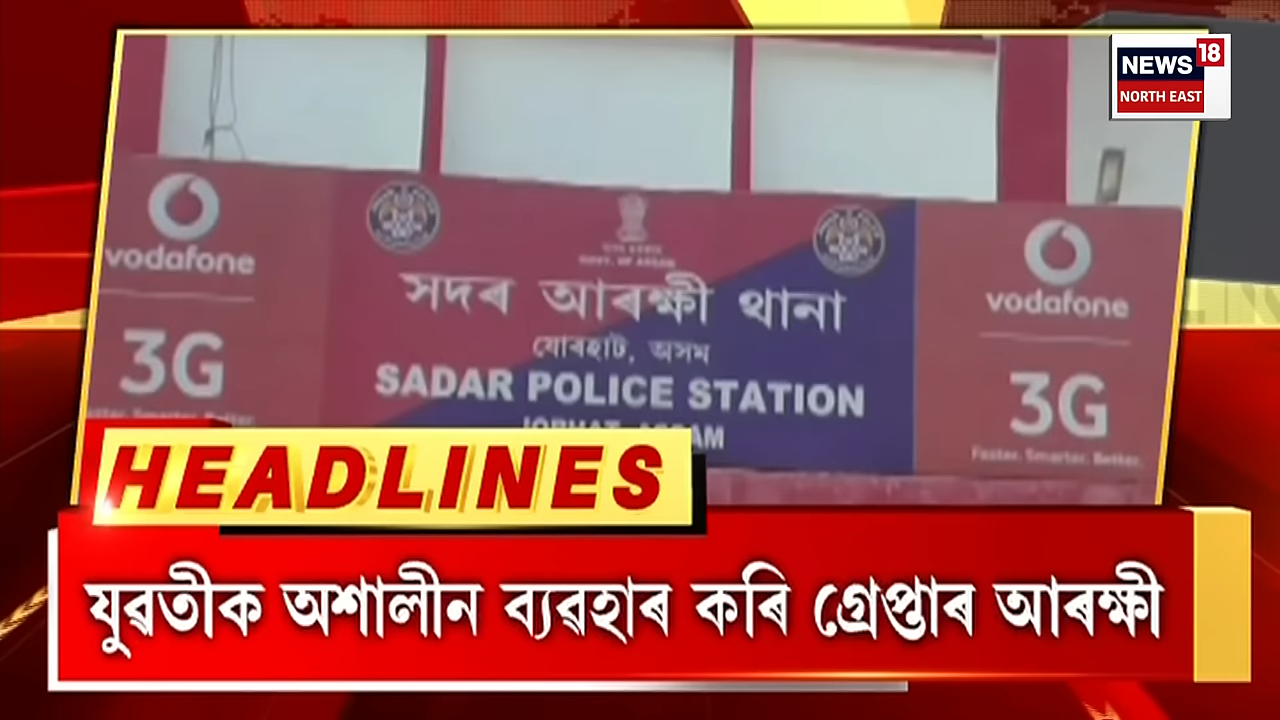 NEWS 18
NORTH EAST
vodafone
3G
সদৰ আৰক্ষী থানা
যোৰহাট, অসম
SADAR POLICE STATION
vodafone
3G
Faster. Smarter. Better.
HEADLINES
যুৱতীক অশালীন ব্যৱহাৰ কৰি গ্ৰেপ্তাৰ আৰক্ষী